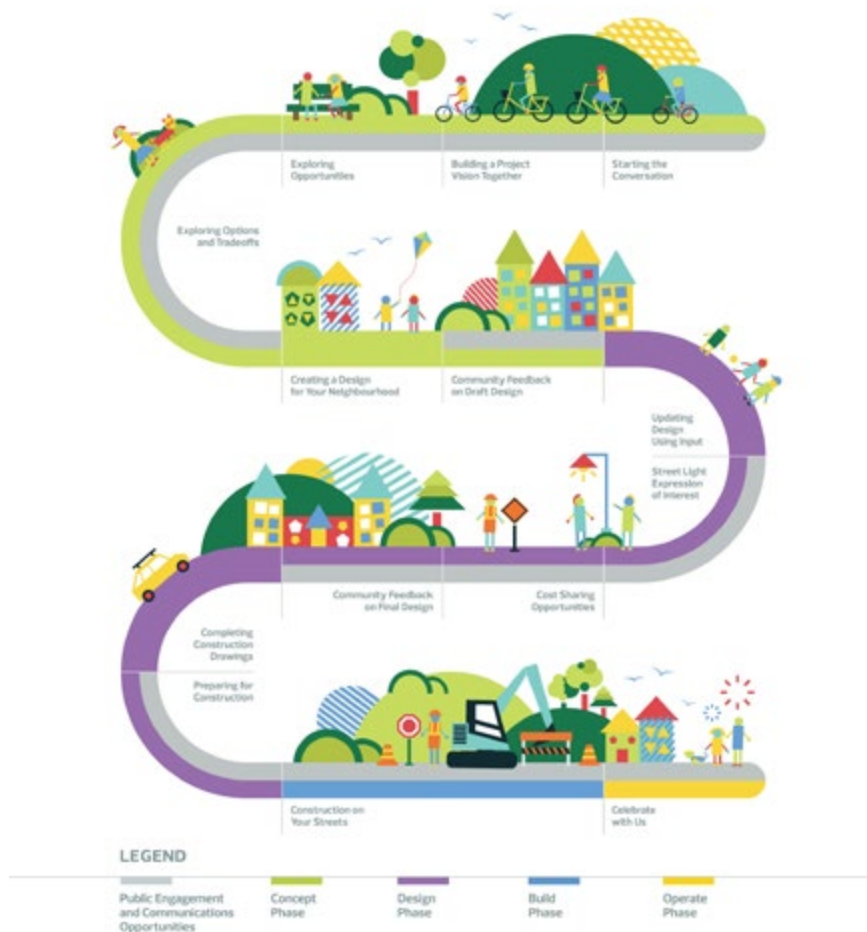 Exploring
Opportunities
Building a Project
Vision Together
Starting the
Conversation
Exploring Options
and Tradeoffs
Creating a Design
for Your Neighbourhood
Community Feedback
on Draft Design
Updating
Design
Using Input
Street Light
Expression
of Interest
Community Feedback
on Final Design
Cost Sharing
Opportunities
Completing
Construction
Drawings
Preparing for
Construction
Construction on
Your Streets
Celebrate
with Us
LEGEND
Public Engagement
and Communications
Opportunities
Concept
Phase
Design
Phase
Build
Phase
Operate
Phase